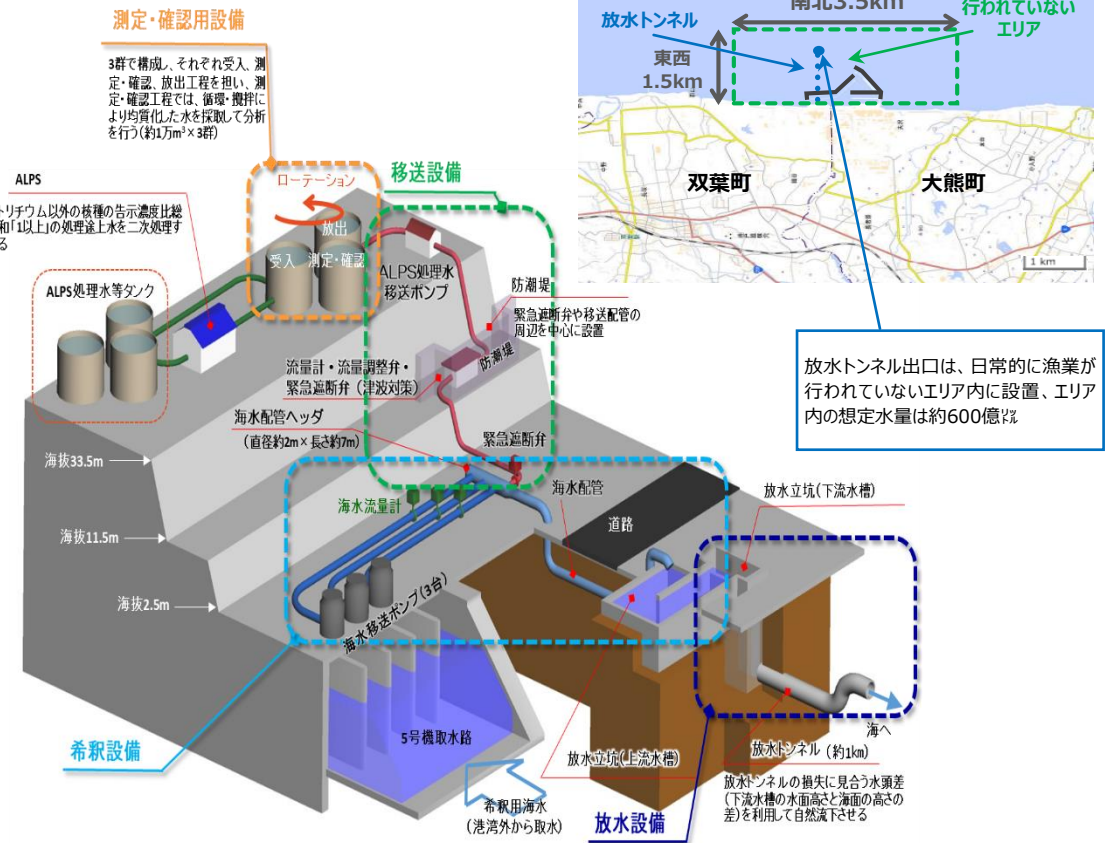 測定・確認用設備
3群で構成し、それぞれ受入、測
定・確認、放出工程を担い、測
定・確認工程では、循環・攪拌に
より均質化した水を採取して分析
を行う(約1万m³×3群)
ALPS
トリチウム以外の核種の告示濃度比総
和「1以上」の処理途上水を二次処理す
る
ALPS処理水等タンク
ローテーション
放出
受入
測定・確認
移送設備
ALPS処理水
移送ポンプ
防潮堤
緊急遮断弁や移送配管の
周辺を中心に設置
防潮堤
流量計・流量調整弁・
緊急遮断弁（津波対策）
海水配管ヘッダ
（直径約2m×長さ約7m）
緊急遮断弁
海水流量計
海水配管
道路
放水立坑(下流水槽)
海抜33.5m
海抜11.5m
海抜2.5m
海水移送ポンプ(3台)
5号機取水路
希釈設備
希釈用海水
(港湾外から取水)
放水立坑(上流水槽)
放水設備
海へ
放水トンネル（約1km）
放水トンネルの損失に見合う水頭差
(下流水槽の水面高さと海面の高さの
差)を利用して自然流下させる
南北3.5km
行われていない
エリア
放水トンネル
東西
1.5km
双葉町
大熊町
1 km
放水トンネル出口は、日常的に漁業が
行われていないエリア内に設置、エリア
内の想定水量は約600億㍑